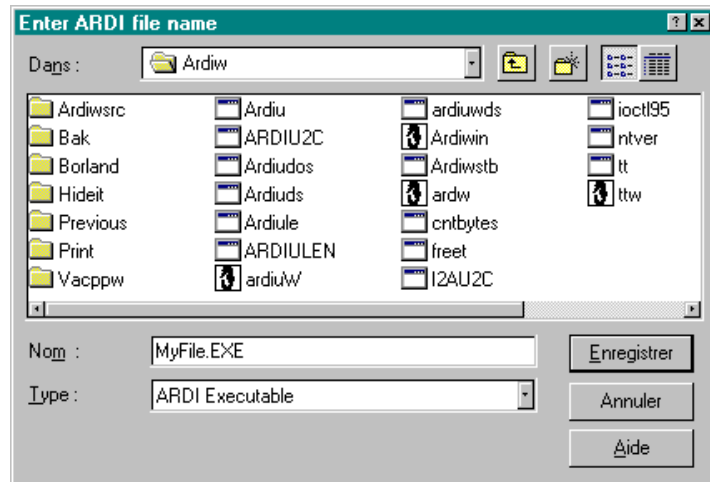 Enter ARDI file name
Dans :
Ardiw
Ardiwsrc
Bak
Borland
Hideit
Previous
Print
Vacppw
Ardiu
ARDIU2C
Ardiudos
Ardiuds
Ardiule
ARDIULEN
ardiuW
ardiuwds
Ardiwin
Ardiwstb
ardw
cntbytes
freet
I2AU2C
ioctl95
ntver
tt
ttw
Nom :
MyFile.EXE
Enregistrer
Type :
ARDI Executable
Annuler
Aide